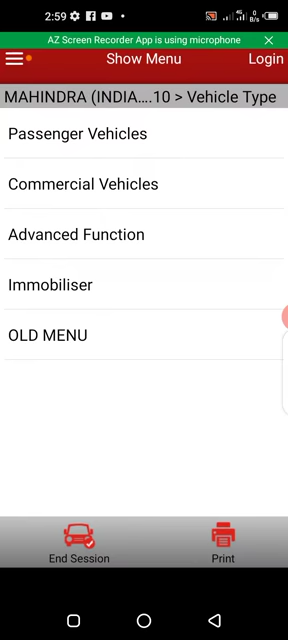 2:59
0 B/s
AZ Screen Recorder App is using microphone
Show Menu
Login
MAHINDRA (INDIA....10 > Vehicle Type
Passenger Vehicles
Commercial Vehicles
Advanced Function
Immobiliser
OLD MENU
End Session
Print